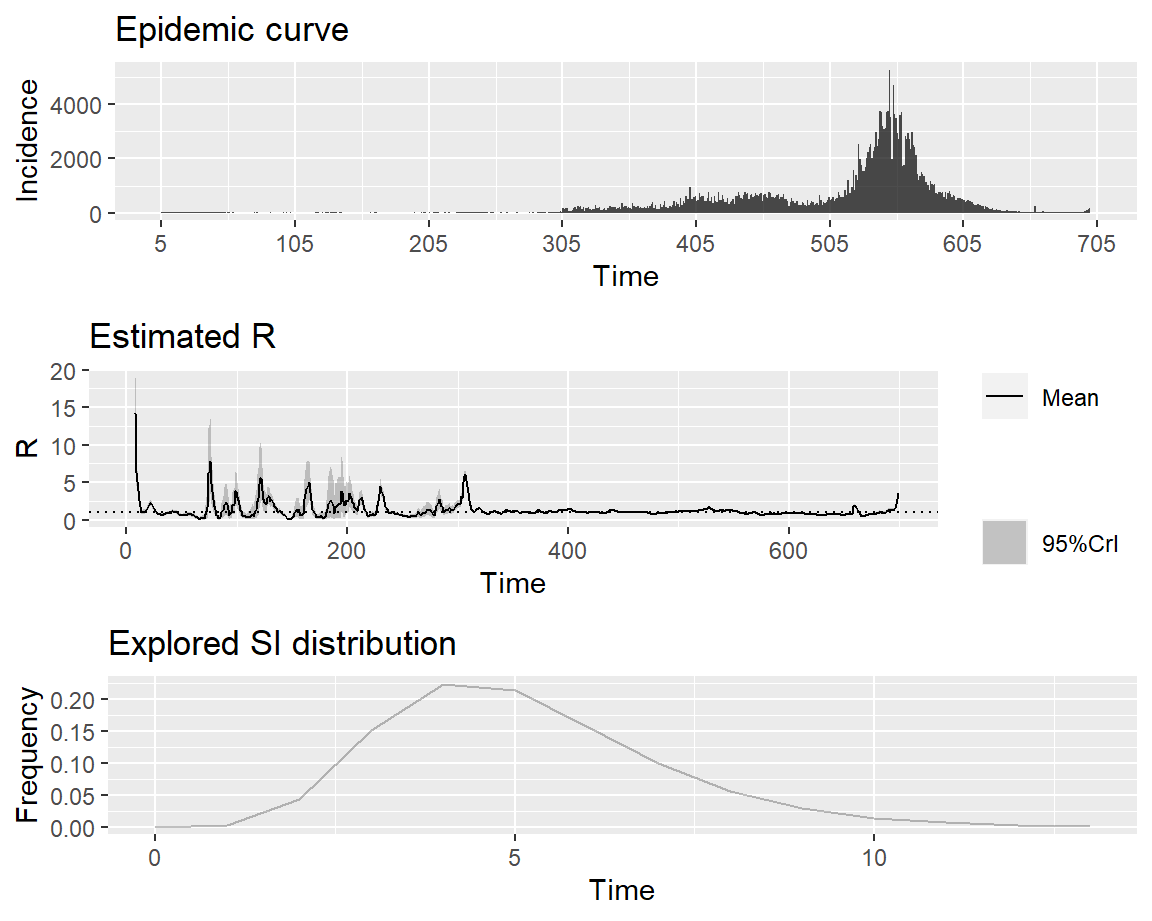 Epidemic curve
Incidence
4000
2000
0
5 105 205 305 405 505 605 705
Time
Estimated R
R
20
15
10
5
0
0 200 400 600
Time
Mean
95%CrI
Explored SI distribution
Frequency
0.20
0.15
0.10
0.05
0.00
0 5 10
Time